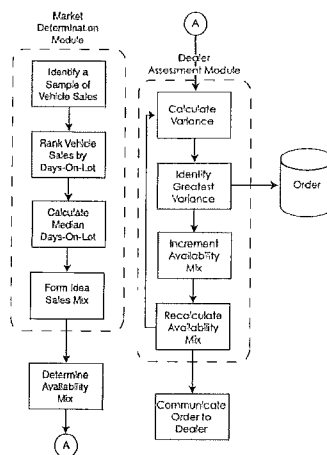 Market
Determination
Module
Identify a
Sample of
Vehicle Sales
Rank Vehicle
Sales by
Days-On-Lot
Calculate
Median
Days-On-Lot
Form Idea
Sales Mix
Determine
Availability
Mix
A
A
Dealer
Assessment Module
Calculate
Variance
Identify
Greatest
Variance
Order
Increment
Availability
Mix
Recalculate
Availability
Mix
Communicate
Order to
Dealer